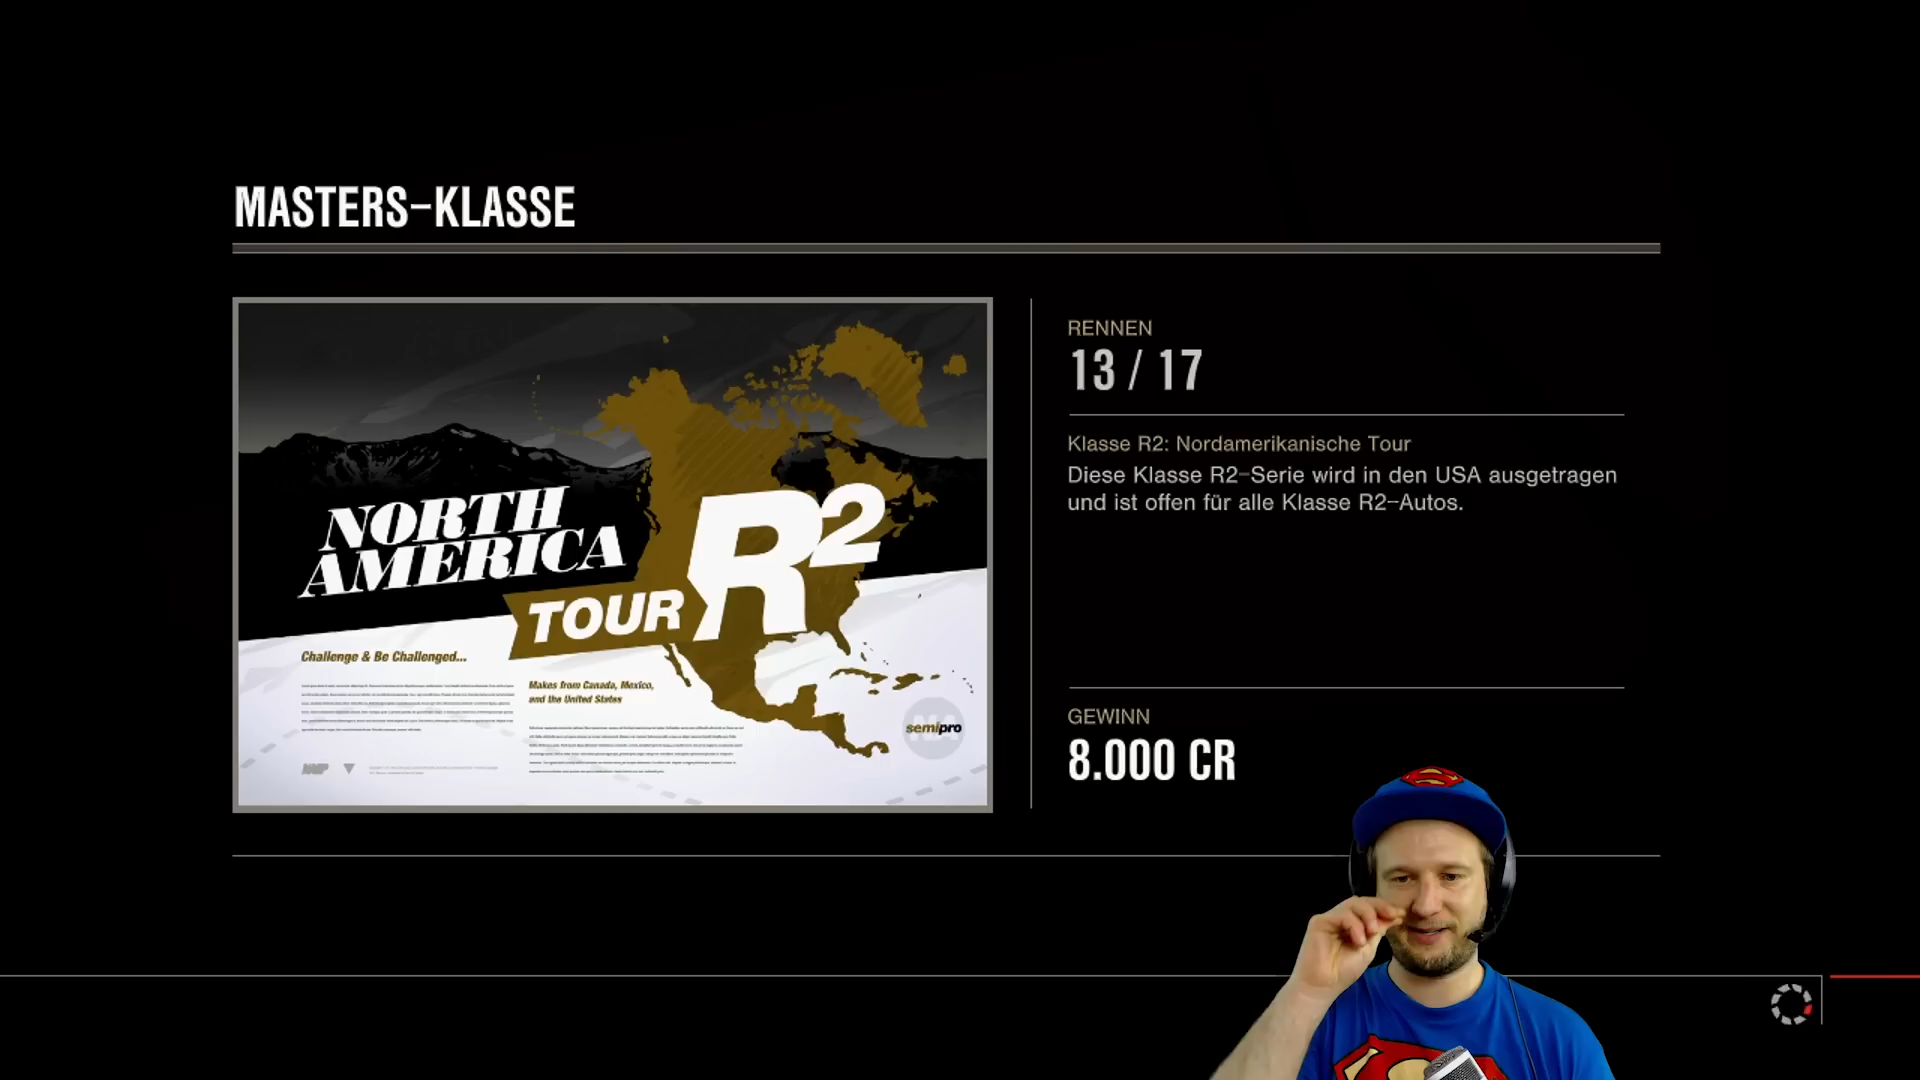 MASTERS-KLASSE
NORTH
AMERICA
TOUR
R2
Challenge & Be Challenged...
Makes from Canada, Mexico,
and the United States
semipro
RENNEN
13 / 17
Klasse R2: Nordamerikanische Tour
Diese Klasse R2-Serie wird in den USA ausgetragen
und ist offen für alle Klasse R2-Autos.
GEWINN
8.000 CR